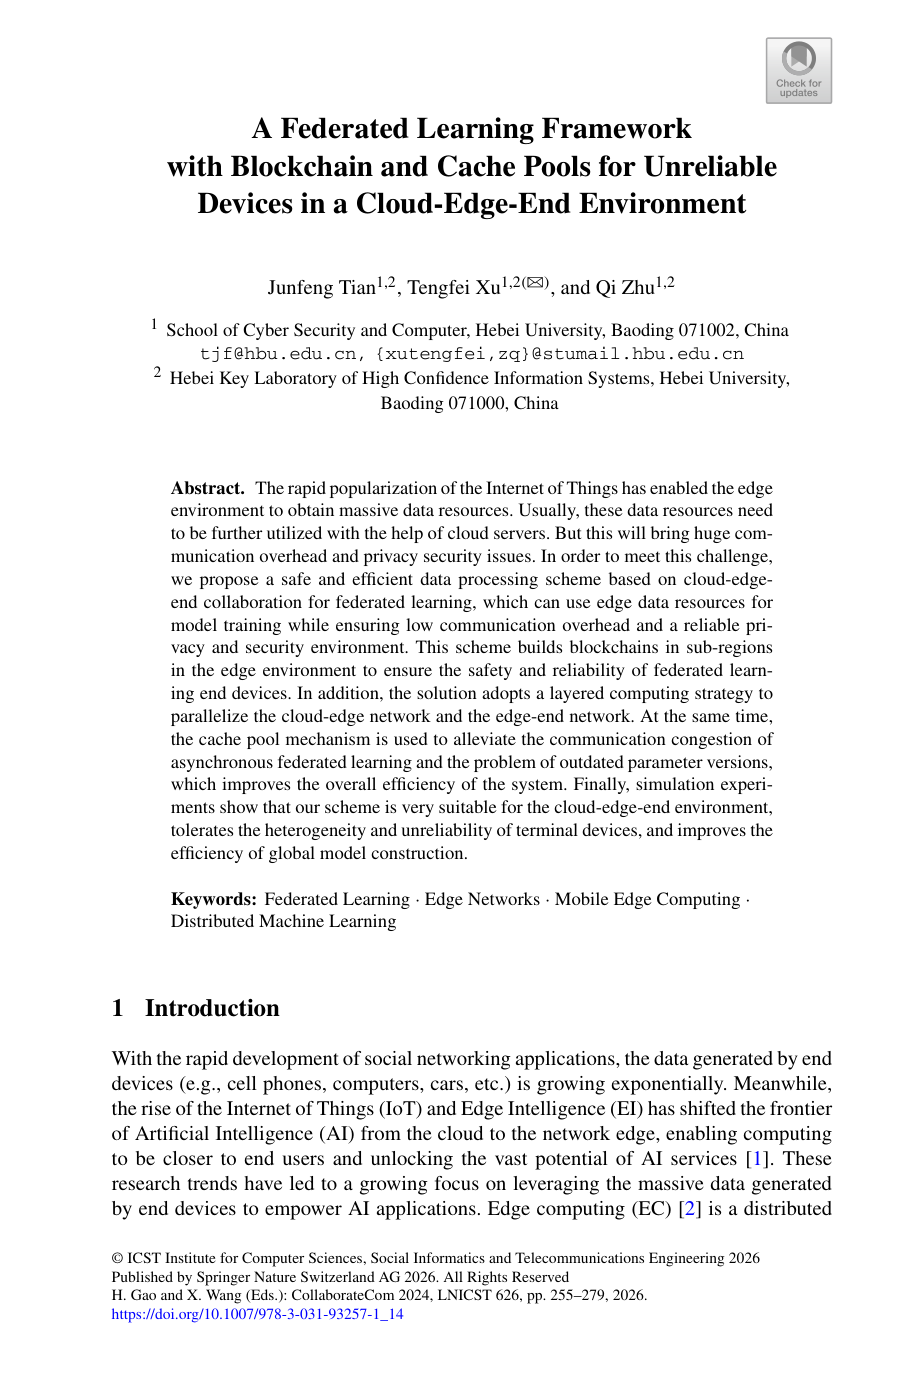 Check for
updates
A Federated Learning Framework
with Blockchain and Cache Pools for Unreliable
Devices in a Cloud-Edge-End Environment
Junfeng Tian1,2, Tengfei Xu1,2(✉), and Qi Zhu1,2
1 School of Cyber Security and Computer, Hebei University, Baoding 071002, China
tjf@hbu.edu.cn, {xutengfei,zq}@stumail.hbu.edu.cn
2 Hebei Key Laboratory of High Confidence Information Systems, Hebei University,
Baoding 071000, China
Abstract. The rapid popularization of the Internet of Things has enabled the edge
environment to obtain massive data resources. Usually, these data resources need
to be further utilized with the help of cloud servers. But this will bring huge com-
munication overhead and privacy security issues. In order to meet this challenge,
we propose a safe and efficient data processing scheme based on cloud-edge-
end collaboration for federated learning, which can use edge data resources for
model training while ensuring low communication overhead and a reliable pri-
vacy and security environment. This scheme builds blockchains in sub-regions
in the edge environment to ensure the safety and reliability of federated learn-
ing end devices. In addition, the solution adopts a layered computing strategy to
parallelize the cloud-edge network and the edge-end network. At the same time,
the cache pool mechanism is used to alleviate the communication congestion of
asynchronous federated learning and the problem of outdated parameter versions,
which improves the overall efficiency of the system. Finally, simulation experi-
ments show that our scheme is very suitable for the cloud-edge-end environment,
tolerates the heterogeneity and unreliability of terminal devices, and improves the
efficiency of global model construction.
Keywords: Federated Learning · Edge Networks · Mobile Edge Computing ·
Distributed Machine Learning
1 Introduction
With the rapid development of social networking applications, the data generated by end
devices (e.g., cell phones, computers, cars, etc.) is growing exponentially. Meanwhile,
the rise of the Internet of Things (IoT) and Edge Intelligence (EI) has shifted the frontier
of Artificial Intelligence (AI) from the cloud to the network edge, enabling computing
to be closer to end users and unlocking the vast potential of AI services [1]. These
research trends have led to a growing focus on leveraging the massive data generated
by end devices to empower AI applications. Edge computing (EC) [2] is a distributed
© ICST Institute for Computer Sciences, Social Informatics and Telecommunications Engineering 2026
Published by Springer Nature Switzerland AG 2026. All Rights Reserved
H. Gao and X. Wang (Eds.): CollaborateCom 2024, LNICST 626, pp. 255–279, 2026.
https://doi.org/10.1007/978-3-031-93257-1_14